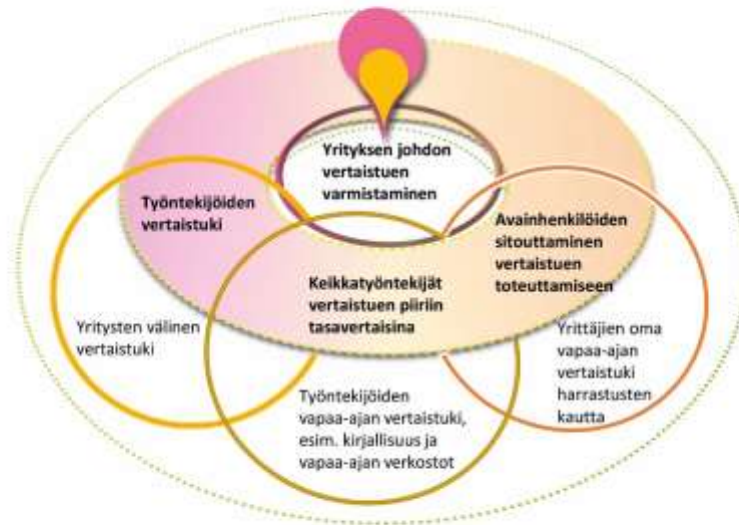 Yrityksen johdon
vertaistuen
varmistaminen
Työntekijöiden
vertaistuki
Avainhenkilöiden
sitouttaminen
vertaistuen
toteuttamiseen
Keikkatyöntekijät
vertaistuen piiriin
tasavertaisina
Yritysten välinen
vertaistuki
Yrittäjien oma
vapaa-ajan
vertaistuki
harrastusten
kautta
Työntekijöiden
vapaa-ajan vertaistuki,
esim. kirjallisuus ja
vapaa-ajan verkostot